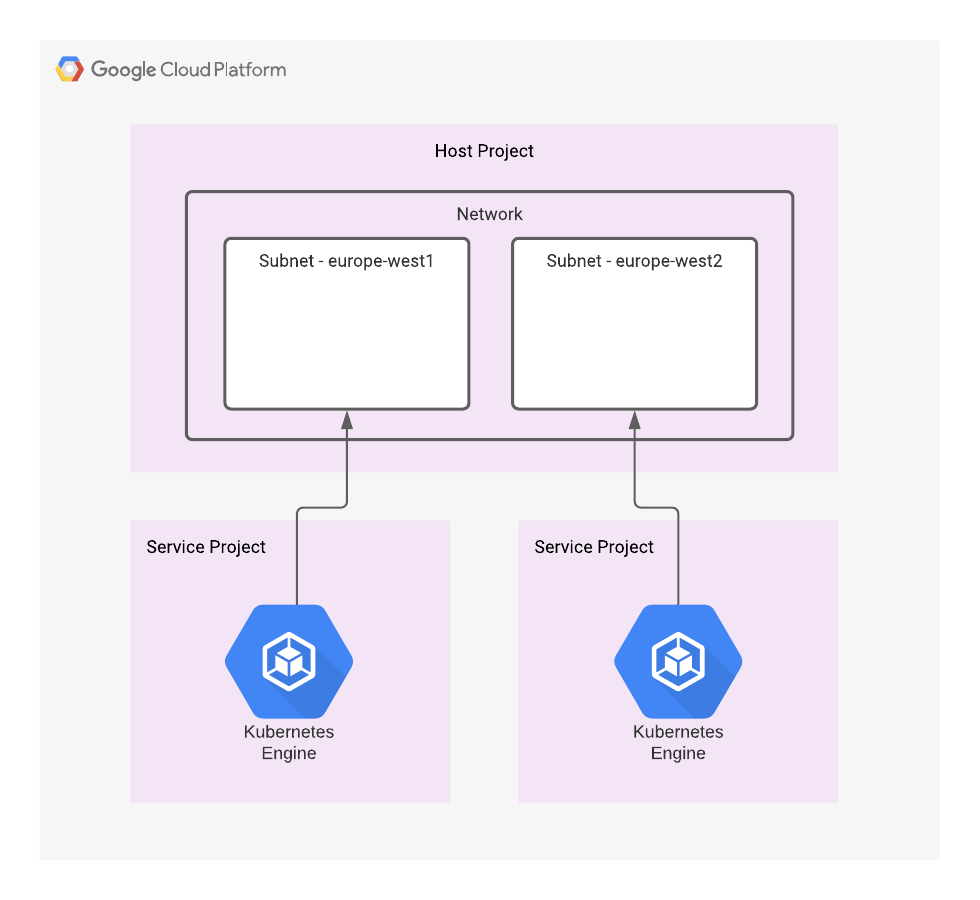 Google Cloud Platform
Host Project
Network
Subnet - europe-west1
Subnet - europe-west2
Service Project
Service Project
Kubernetes
Engine
Kubernetes
Engine